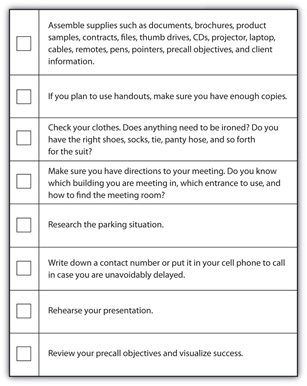 Assemble supplies such as documents, brochures, product
samples, contracts, files, thumb drives, CDs, projector, laptop,
cables, remotes, pens, pointers, precall objectives, and client
information.
If you plan to use handouts, make sure you have enough copies.
Check your clothes. Does anything need to be ironed? Do you
have the right shoes, socks, tie, panty hose, and so forth
for the suit?
Make sure you have directions to your meeting. Do you know
which building you are meeting in, which entrance to use, and
how to find the meeting room?
Research the parking situation.
Write down a contact number or put it in your cell phone to call
in case you are unavoidably delayed.
Rehearse your presentation.
Review your precall objectives and visualize success.